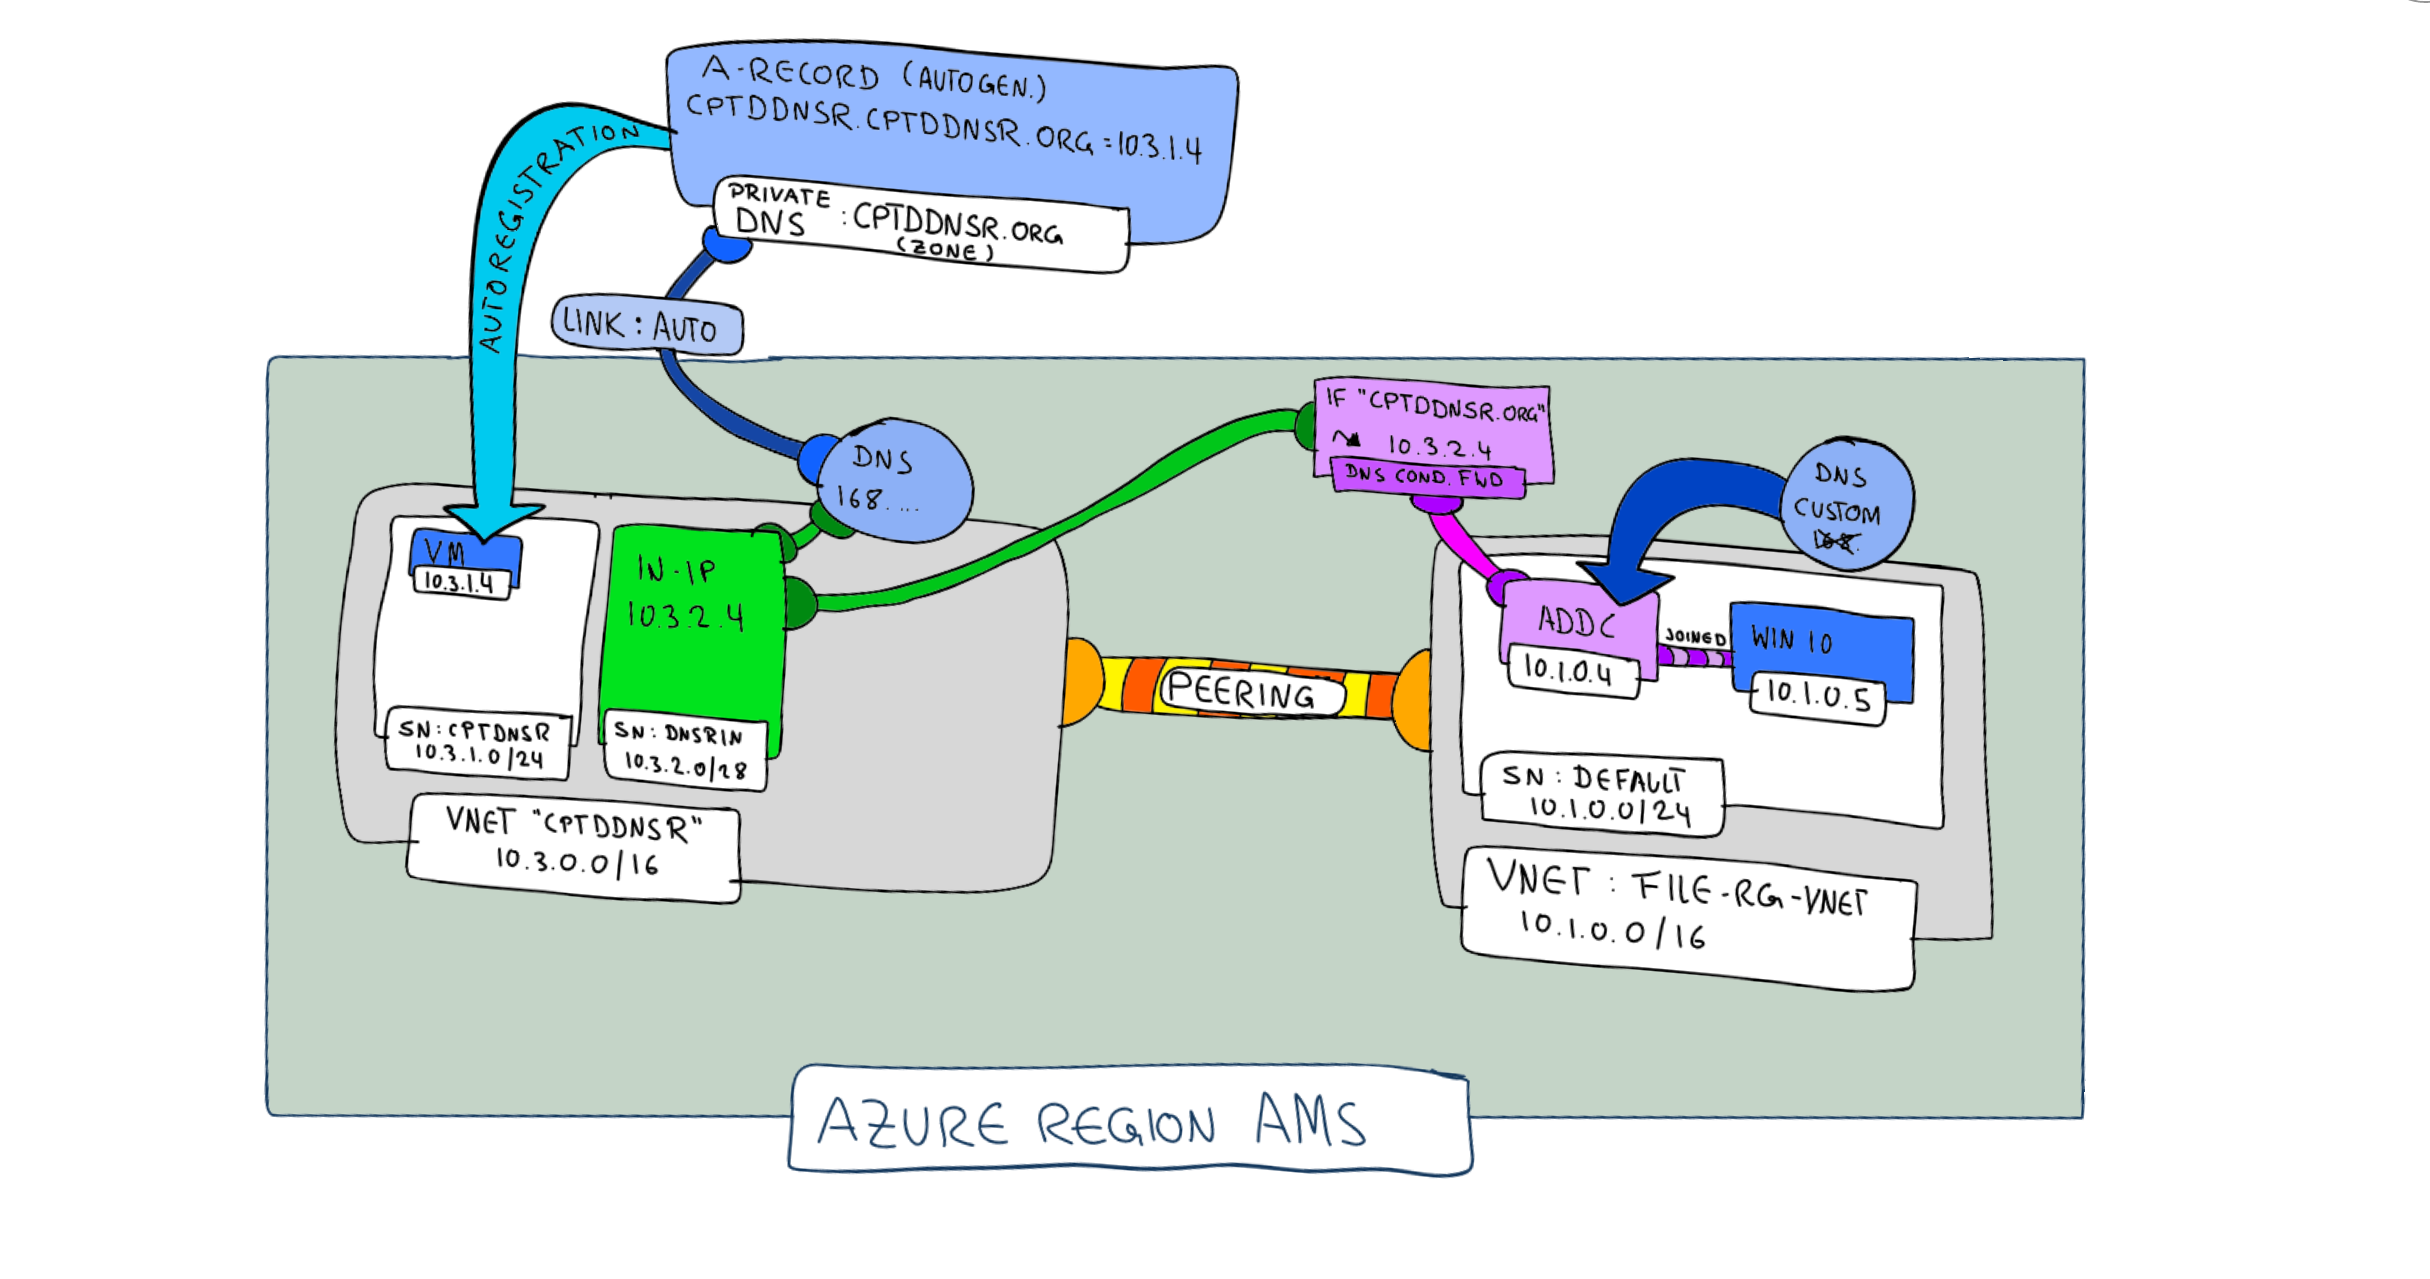 A-RECORD (AUTOGEN.)
CPTDDNSR.CPTDDNSR.ORG=10.3.1.4
PRIVATE
DNS : CPTDDNSR.ORG
(ZONE)
AUTOREGISTRATION
LINK : AUTO
DNS
168. ...
IF "CPTDDNSR.ORG"
10.3.2.4
DNS COND. FWD
DNS
CUSTOM
VM
10.3.1.4
IN-IP
10.3.2.4
SN: CPTDNSR
10.3.1.0/24
SN: DNSRIN
10.3.2.0/28
VNET "CPTDDNSR"
10.3.0.0/16
PEERING
ADDC
10.1.0.4
JOINED
WIN 10
10.1.0.5
SN: DEFAULT
10.1.0.0/24
VNET : FILE-RG-VNET
10.1.0.0/16
AZURE REGION AMS